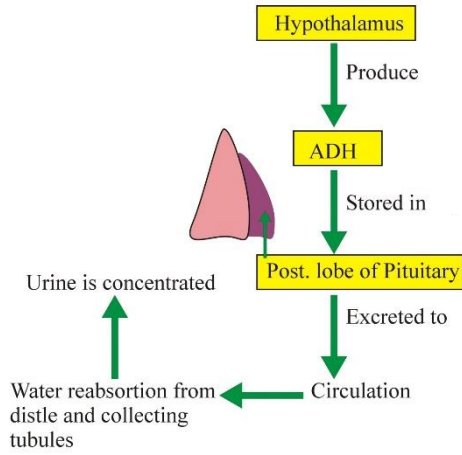 Hypothalamus
Produce
ADH
Stored in
Post. lobe of Pituitary
Excreted to
Circulation
Water reabsortion from
distle and collecting
tubules
Urine is concentrated